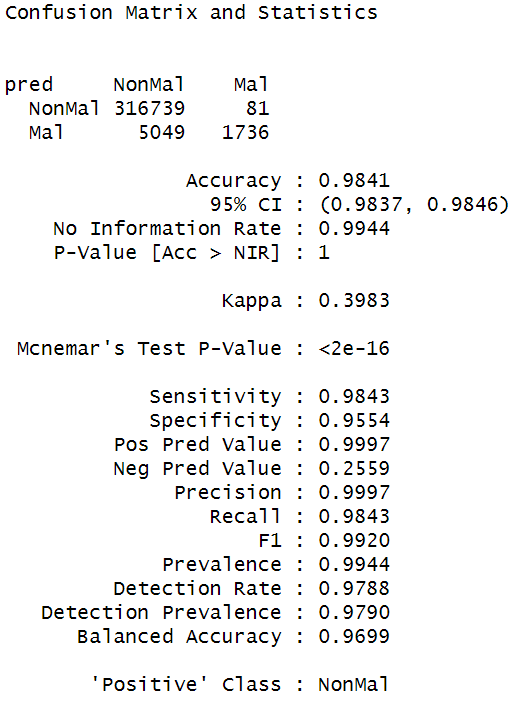 Confusion Matrix and Statistics
pred NonMal Mal
NonMal 316739 81
Mal 5049 1736
Accuracy : 0.9841
95% CI : (0.9837, 0.9846)
No Information Rate : 0.9944
P-Value [Acc > NIR] : 1
Kappa : 0.3983
Mcnemar's Test P-Value : <2e-16
Sensitivity : 0.9843
Specificity : 0.9554
Pos Pred Value : 0.9997
Neg Pred Value : 0.2559
Precision : 0.9997
Recall : 0.9843
F1 : 0.9920
Prevalence : 0.9944
Detection Rate : 0.9788
Detection Prevalence : 0.9790
Balanced Accuracy : 0.9699
'Positive' Class : NonMal